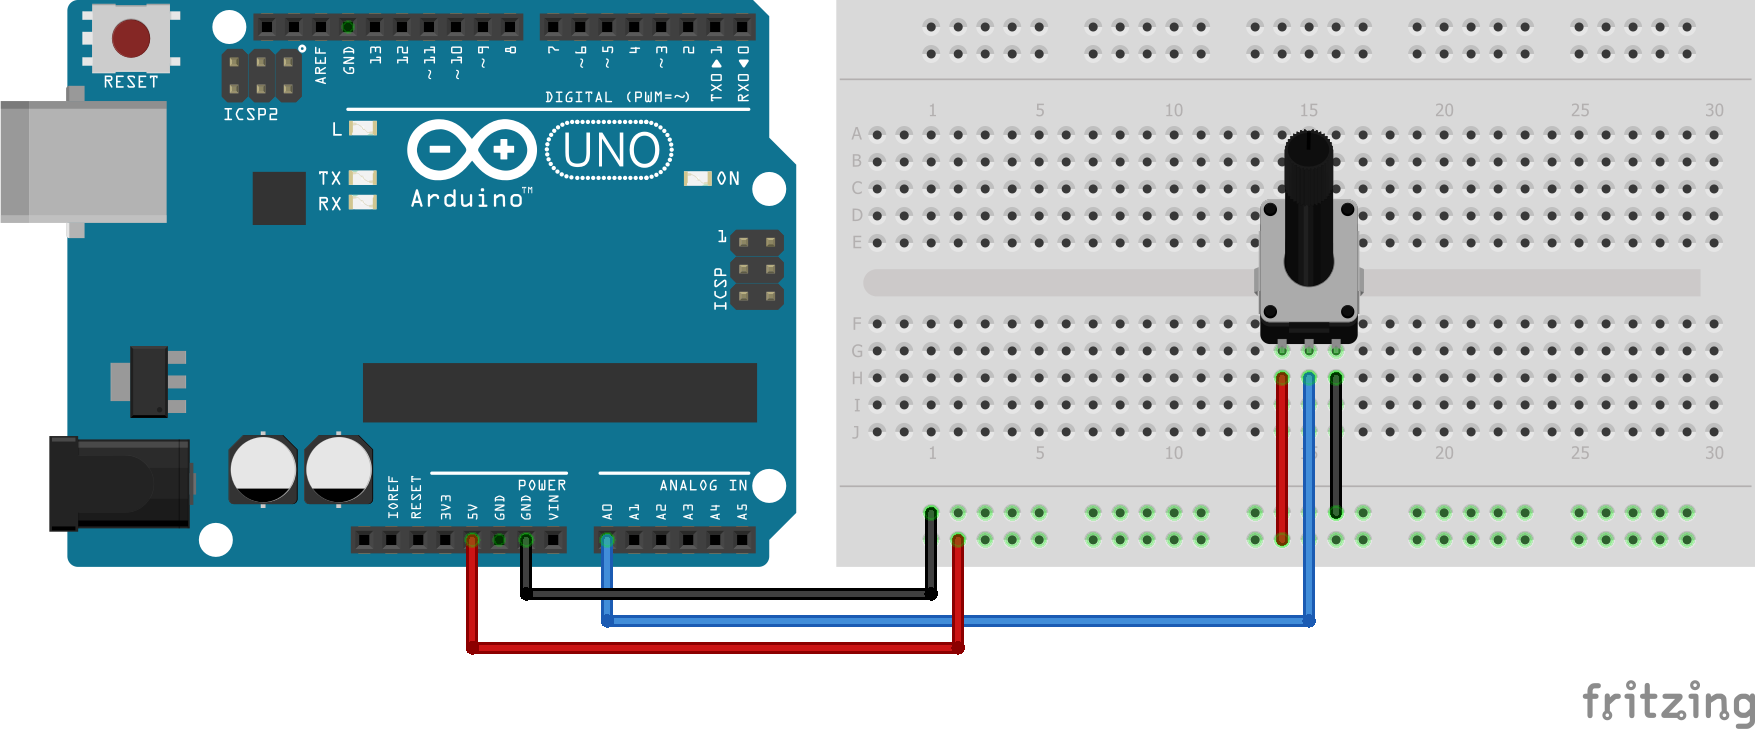 RESET
ICSP2
AREF
GND
13
12
~11
~10
~9
8
7
~6
~5
4
~3
2
TX0▶1
RX0◀0
DIGITAL (PWM=~)
L
TX
RX
Arduino™
UNO
ON
1
ICSP
IOREF
RESET
3V3
5V
GND
GND
VIN
POWER
A0
A1
A2
A3
A4
A5
ANALOG IN
1 5 10 15 20 25 30
A
B
C
D
E
F
G
H
I
J
1 5 10 15 20 25 30
fritzing